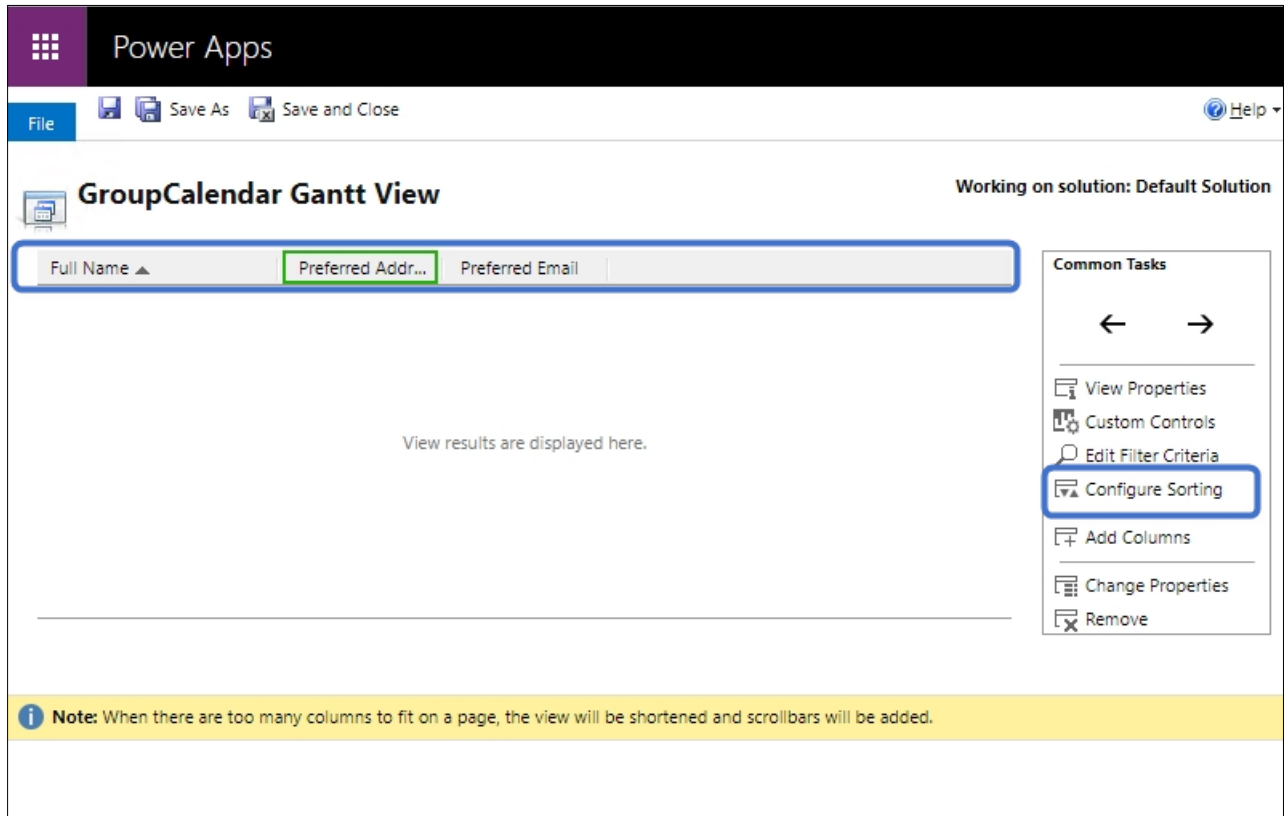 Power Apps
File Save As Save and Close Help
GroupCalendar Gantt View
Working on solution: Default Solution
Full Name Preferred Addr... Preferred Email
View results are displayed here.
Common Tasks
View Properties
Custom Controls
Edit Filter Criteria
Configure Sorting
Add Columns
Change Properties
Remove
Note: When there are too many columns to fit on a page, the view will be shortened and scrollbars will be added.